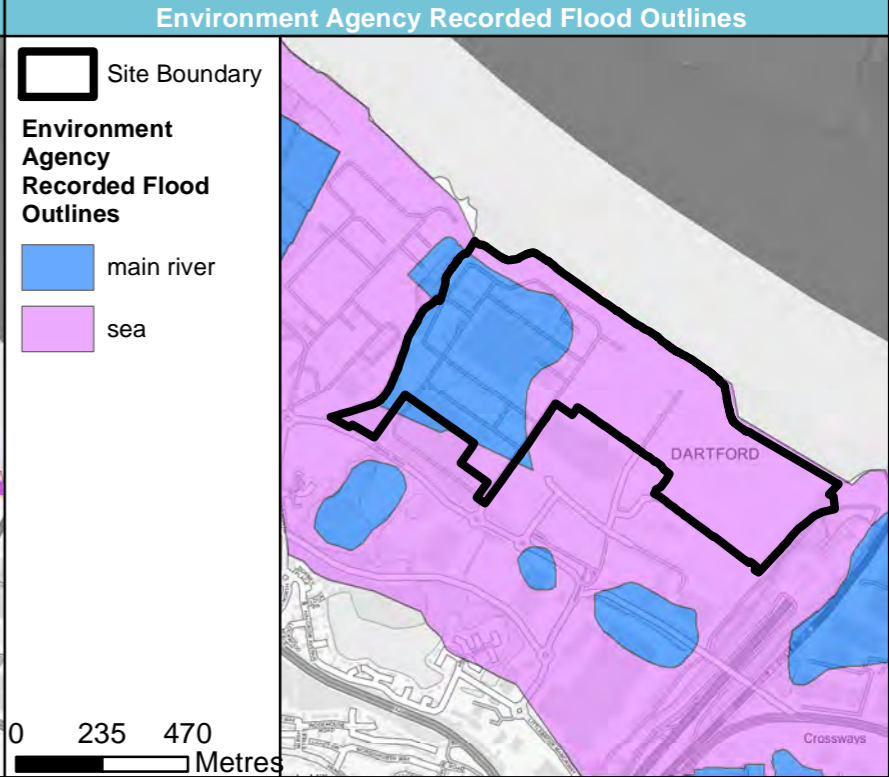 Environment Agency Recorded Flood Outlines
Site Boundary
Environment
Agency
Recorded Flood
Outlines
main river
sea
0 235 470
Metres
DARTFORD
Crossways